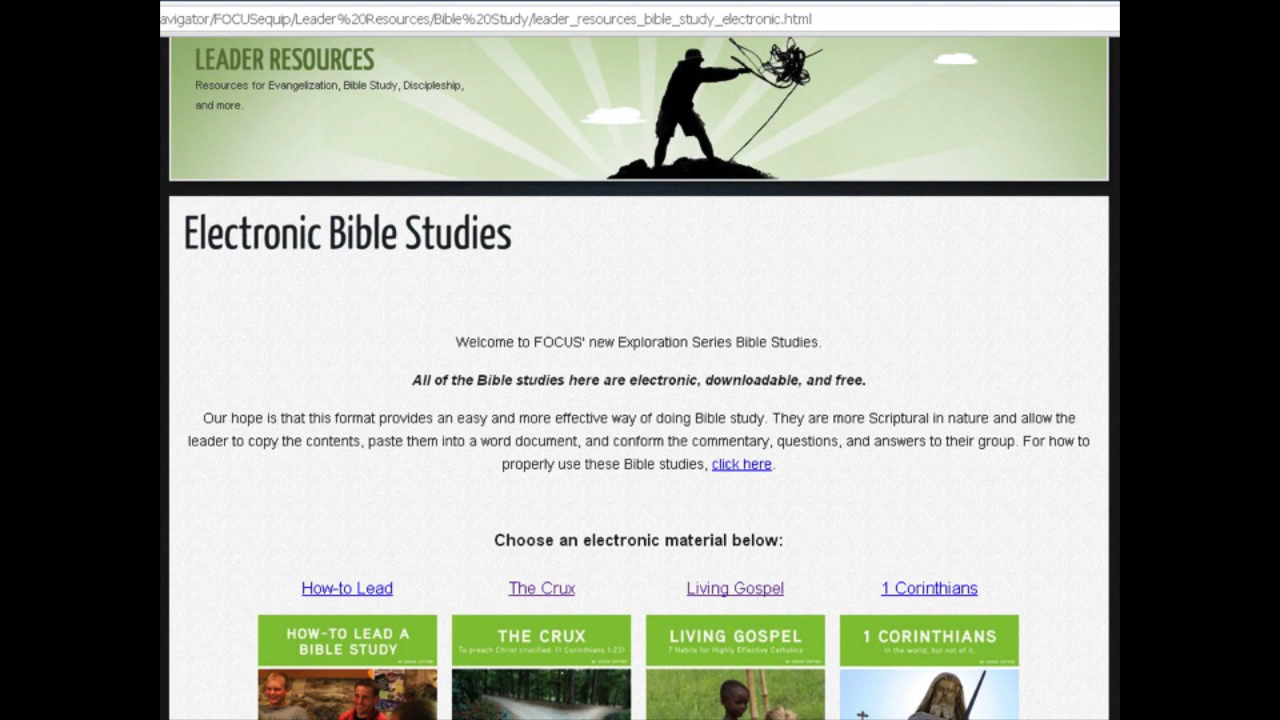 avigator/FOCUSequip/Leader%20Resources/Bible%20Study/leader_resources_bible_study_electronic.html
LEADER RESOURCES
Resources for Evangelization, Bible Study, Discipleship,
and more.
Electronic Bible Studies
Welcome to FOCUS' new Exploration Series Bible Studies.
All of the Bible studies here are electronic, downloadable, and free.
Our hope is that this format provides an easy and more effective way of doing Bible study. They are more Scriptural in nature and allow the
leader to copy the contents, paste them into a word document, and conform the commentary, questions, and answers to their group. For how to
properly use these Bible studies, click here.
Choose an electronic material below:
How-to Lead
The Crux
Living Gospel
1 Corinthians
HOW-TO LEAD A
BIBLE STUDY
THE CRUX
To preach Christ crucified. (1 Corinthians 1:23)
LIVING GOSPEL
7 Habits for Highly Effective Catholics
1 CORINTHIANS
In the world, but not of it.